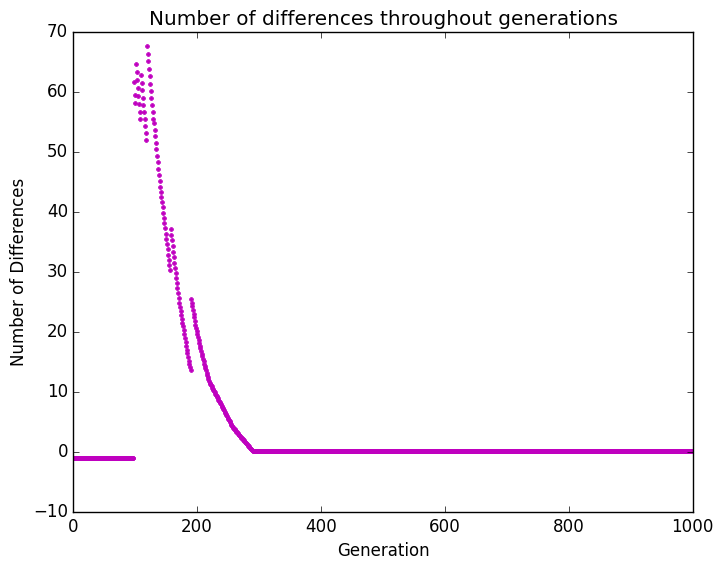 Number of differences throughout generations
70
60
50
40
30
20
10
0
−10
Number of Differences
0 200 400 600 800 1000
Generation